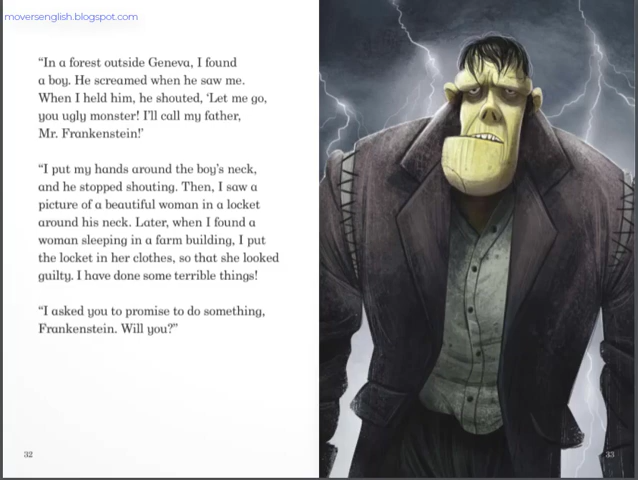 moversenglish.blogspot.com
“In a forest outside Geneva, I found
a boy. He screamed when he saw me.
When I held him, he shouted, ‘Let me go,
you ugly monster! I’ll call my father,
Mr. Frankenstein!’
“I put my hands around the boy’s neck,
and he stopped shouting. Then, I saw a
picture of a beautiful woman in a locket
around his neck. Later, when I found a
woman sleeping in a farm building, I put
the locket in her clothes, so that she looked
guilty. I have done some terrible things!
“I asked you to promise to do something,
Frankenstein. Will you?”
32
33